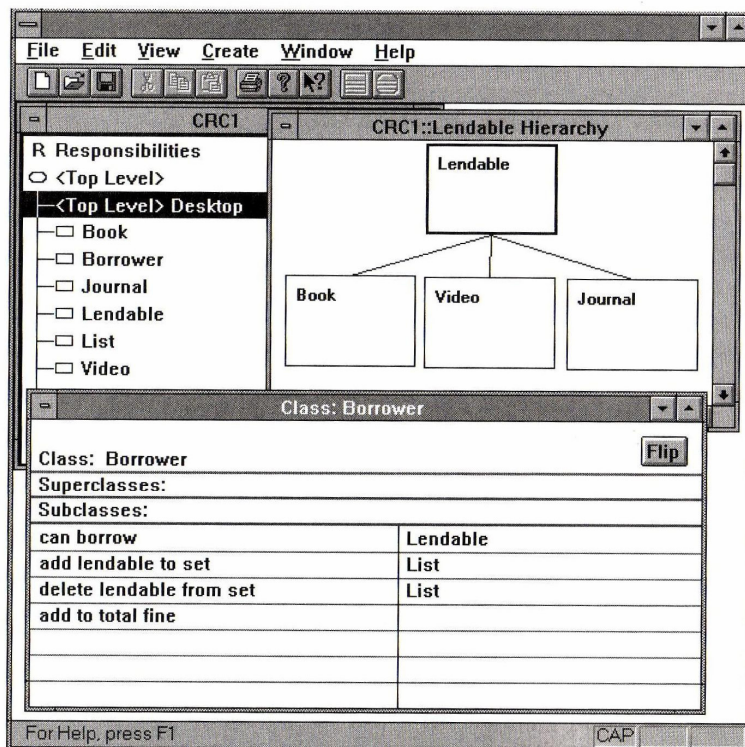 File Edit View Create Window Help
CRC1
R Responsibilities
<Top Level>
<Top Level> Desktop
Book
Borrower
Journal
Lendable
List
Video
CRC1::Lendable Hierarchy
Lendable
Book
Video
Journal
Class: Borrower
Flip
Class: Borrower
Superclasses:
Subclasses:
can borrow Lendable
add lendable to set List
delete lendable from set List
add to total fine
For Help, press F1 CAP